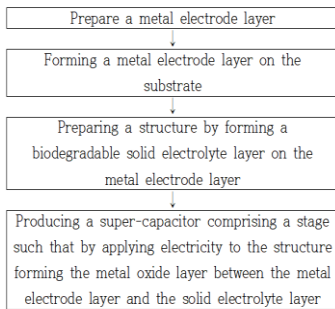 Prepare a metal electrode layer
Forming a metal electrode layer on the
substrate
Preparing a structure by forming a
biodegradable solid electrolyte layer on the
metal electrode layer
Producing a super-capacitor comprising a stage
such that by applying electricity to the structure
forming the metal oxide layer between the metal
electrode layer and the solid electrolyte layer